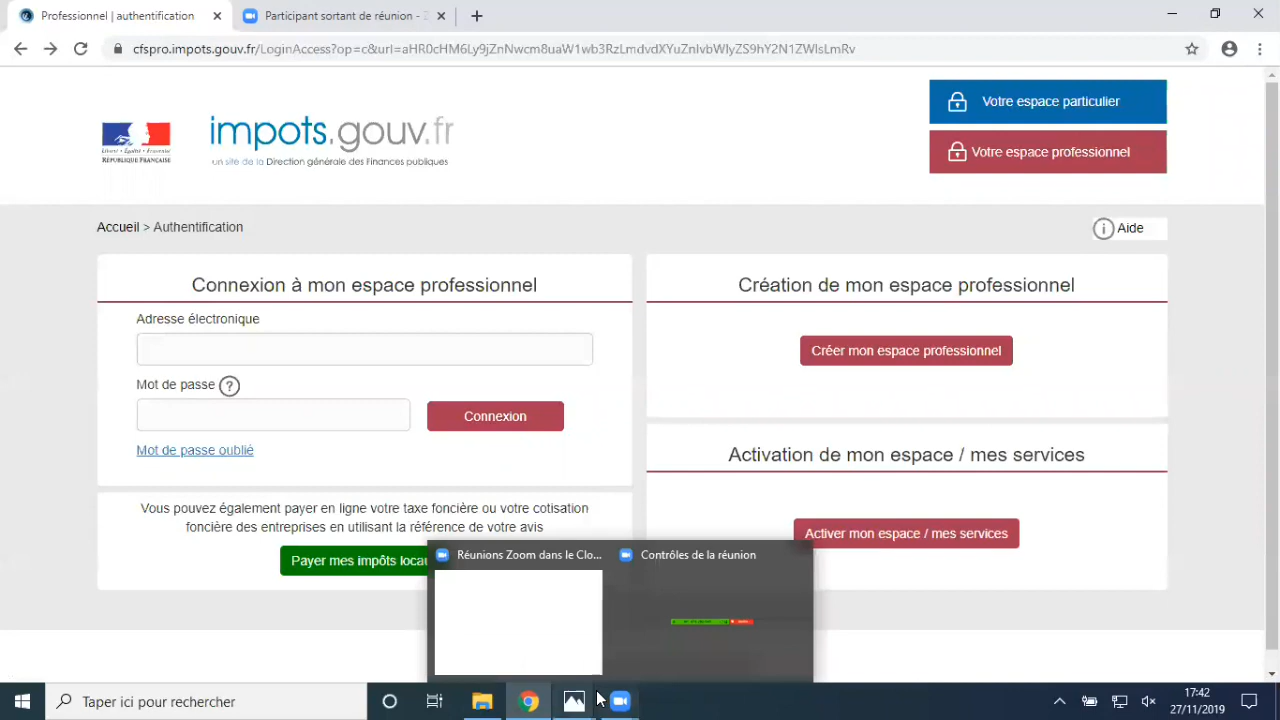 Professional | authentification
Participant sortant de réunion - Z
cfspro.impots.gouv.fr/LoginAccess?op=c&url=aHR0cHM6Ly9jZnNwcm8uaW1wb3RzLmdvdXYuZnIvbWlyZS9hY2N1ZWlsLmRv
Votre espace particulier
Liberté • Égalité • Fraternité
RÉPUBLIQUE FRANÇAISE
impots.gouv.fr
un site de la Direction générale des Finances publiques
Votre espace professionnel
Accueil > Authentification
Aide
Connexion à mon espace professionnel
Adresse électronique
Mot de passe ?
Connexion
Mot de passe oublié
Création de mon espace professionnel
Créer mon espace professionnel
Activation de mon espace / mes services
Activer mon espace / mes services
Vous pouvez également payer en ligne votre taxe foncière ou votre cotisation
foncière des entreprises en utilisant la référence de votre avis
Payer mes impôts locau
Réunions Zoom dans le Clo...
Contrôles de la réunion
Taper ici pour rechercher
17:42
27/11/2019